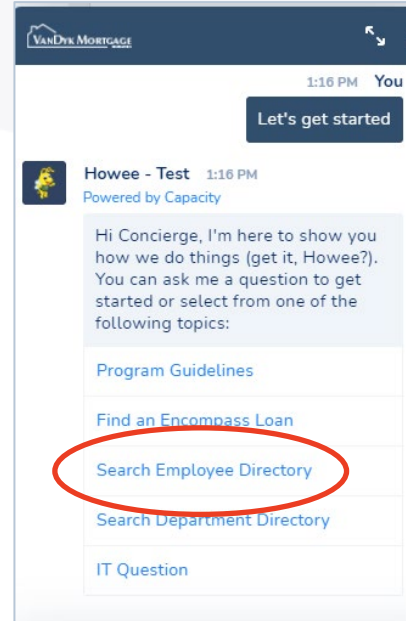 VANDYK MORTGAGE
1:16 PM You
Let's get started
Howee - Test 1:16 PM
Powered by Capacity
Hi Concierge, I'm here to show you
how we do things (get it, Howee?).
You can ask me a question to get
started or select from one of the
following topics:
Program Guidelines
Find an Encompass Loan
Search Employee Directory
Search Department Directory
IT Question